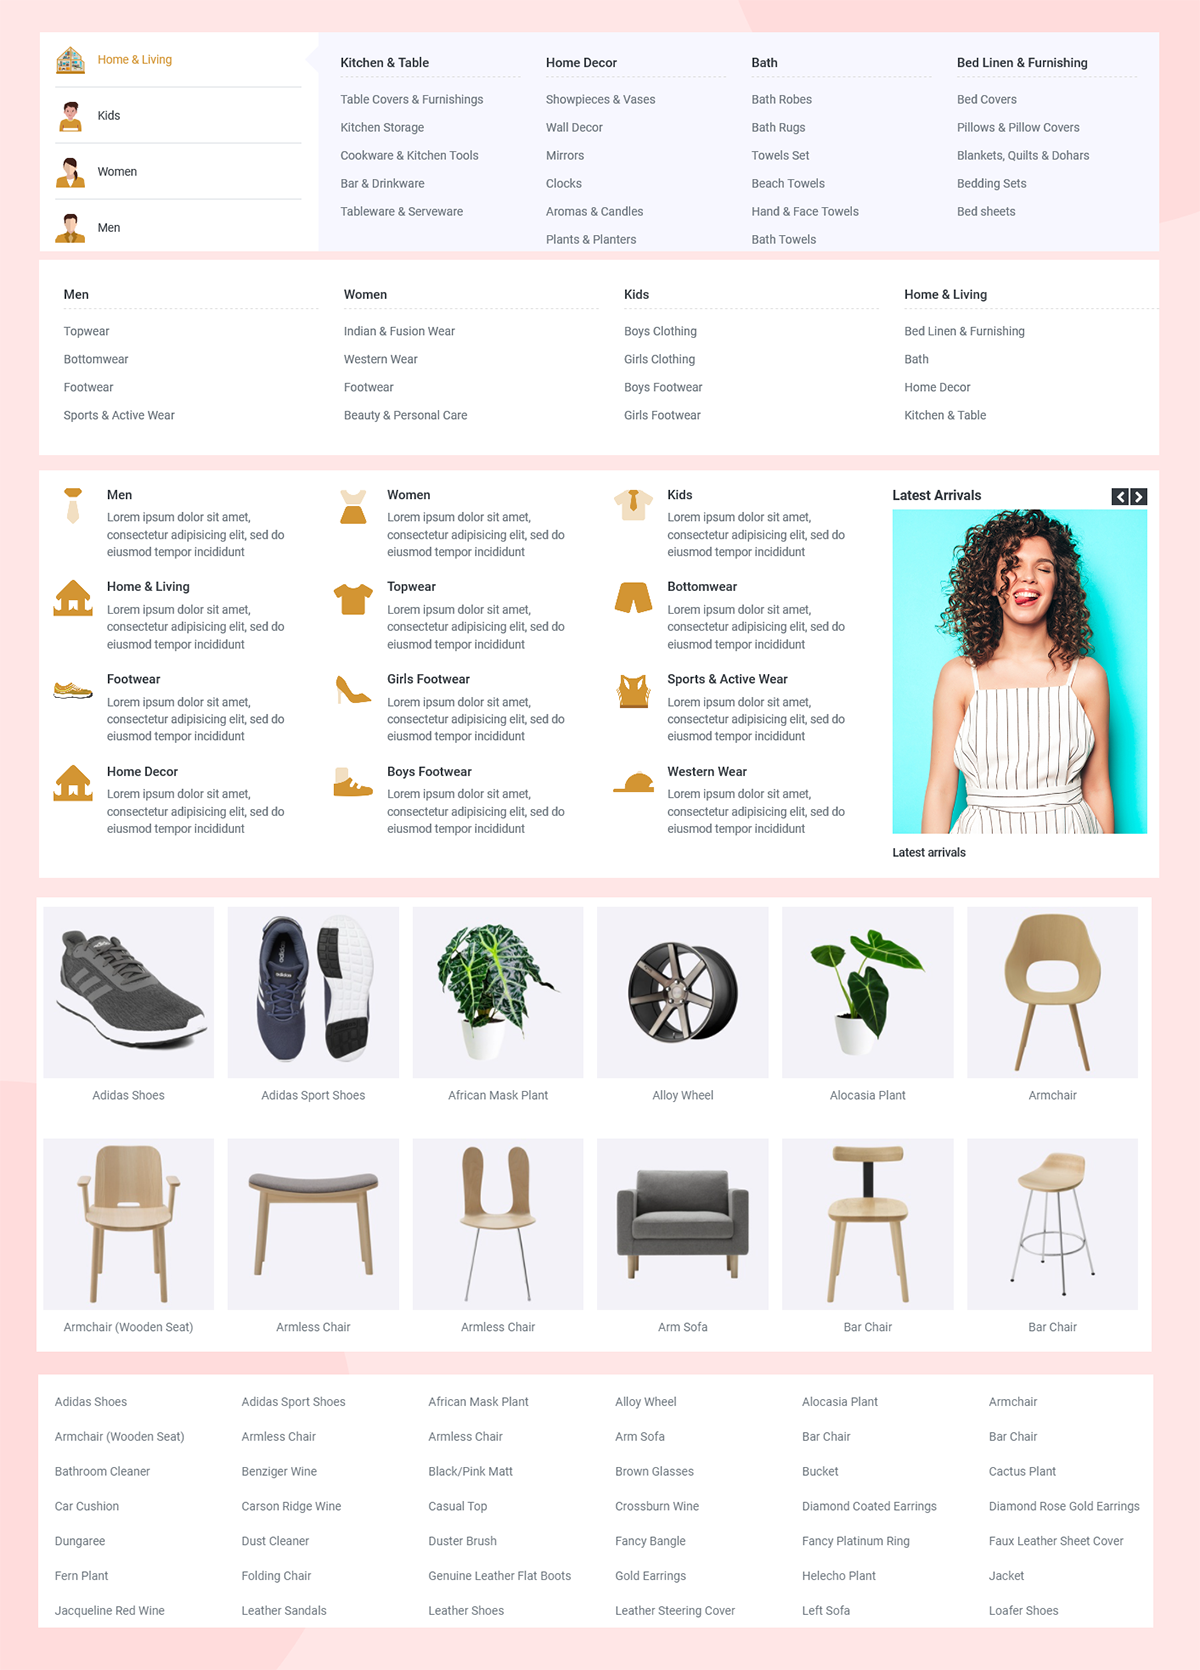 Home & Living
Kids
Women
Men
Kitchen & Table
Table Covers & Furnishings
Kitchen Storage
Cookware & Kitchen Tools
Bar & Drinkware
Tableware & Serveware
Home Decor
Showpieces & Vases
Wall Decor
Mirrors
Clocks
Aromas & Candles
Plants & Planters
Bath
Bath Robes
Bath Rugs
Towels Set
Beach Towels
Hand & Face Towels
Bath Towels
Bed Linen & Furnishing
Bed Covers
Pillows & Pillow Covers
Blankets, Quilts & Dohars
Bedding Sets
Bed sheets
Men
Topwear
Bottomwear
Footwear
Sports & Active Wear
Women
Indian & Fusion Wear
Western Wear
Footwear
Beauty & Personal Care
Kids
Boys Clothing
Girls Clothing
Boys Footwear
Girls Footwear
Home & Living
Bed Linen & Furnishing
Bath
Home Decor
Kitchen & Table
Men
Lorem ipsum dolor sit amet,
consectetur adipisicing elit, sed do
eiusmod tempor incididunt
Women
Lorem ipsum dolor sit amet,
consectetur adipisicing elit, sed do
eiusmod tempor incididunt
Kids
Lorem ipsum dolor sit amet,
consectetur adipisicing elit, sed do
eiusmod tempor incididunt
Home & Living
Lorem ipsum dolor sit amet,
consectetur adipisicing elit, sed do
eiusmod tempor incididunt
Topwear
Lorem ipsum dolor sit amet,
consectetur adipisicing elit, sed do
eiusmod tempor incididunt
Bottomwear
Lorem ipsum dolor sit amet,
consectetur adipisicing elit, sed do
eiusmod tempor incididunt
Footwear
Lorem ipsum dolor sit amet,
consectetur adipisicing elit, sed do
eiusmod tempor incididunt
Girls Footwear
Lorem ipsum dolor sit amet,
consectetur adipisicing elit, sed do
eiusmod tempor incididunt
Sports & Active Wear
Lorem ipsum dolor sit amet,
consectetur adipisicing elit, sed do
eiusmod tempor incididunt
Home Decor
Lorem ipsum dolor sit amet,
consectetur adipisicing elit, sed do
eiusmod tempor incididunt
Boys Footwear
Lorem ipsum dolor sit amet,
consectetur adipisicing elit, sed do
eiusmod tempor incididunt
Western Wear
Lorem ipsum dolor sit amet,
consectetur adipisicing elit, sed do
eiusmod tempor incididunt
Latest Arrivals
Latest arrivals
Adidas Shoes
Adidas Sport Shoes
African Mask Plant
Alloy Wheel
Alocasia Plant
Armchair
Armchair (Wooden Seat)
Armless Chair
Armless Chair
Arm Sofa
Bar Chair
Bar Chair
Adidas Shoes
Adidas Sport Shoes
African Mask Plant
Alloy Wheel
Alocasia Plant
Armchair
Armchair (Wooden Seat)
Armless Chair
Armless Chair
Arm Sofa
Bar Chair
Bar Chair
Bathroom Cleaner
Benziger Wine
Black/Pink Matt
Brown Glasses
Bucket
Cactus Plant
Car Cushion
Carson Ridge Wine
Casual Top
Crossburn Wine
Diamond Coated Earrings
Diamond Rose Gold Earrings
Dungaree
Dust Cleaner
Duster Brush
Fancy Bangle
Fancy Platinum Ring
Faux Leather Sheet Cover
Fern Plant
Folding Chair
Genuine Leather Flat Boots
Gold Earrings
Helecho Plant
Jacket
Jacqueline Red Wine
Leather Sandals
Leather Shoes
Leather Steering Cover
Left Sofa
Loafer Shoes